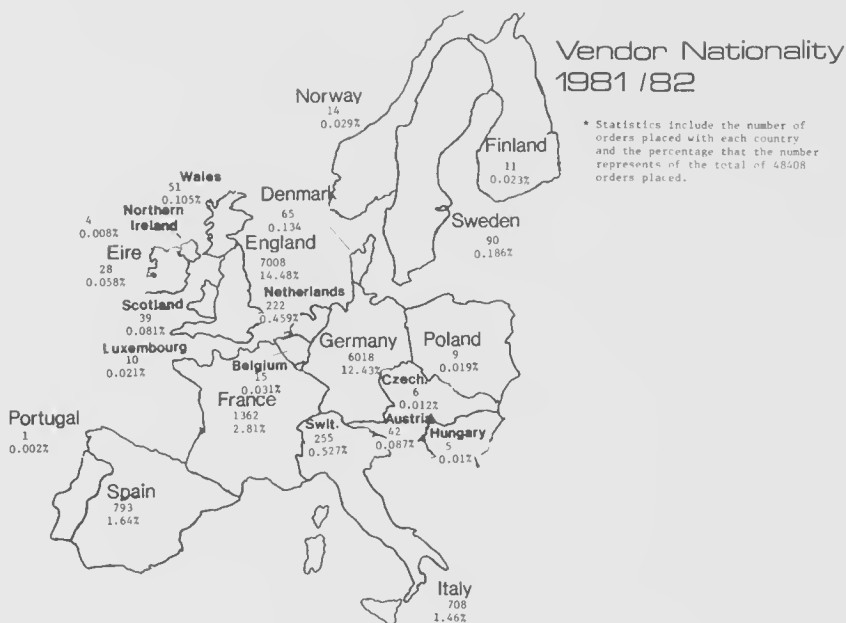 Vendor Nationality
1981 /82
* Statistics include the number of
orders placed with each country
and the percentage that the number
represents of the total of 48408
orders placed.
Norway
14
0.029%
Finland
11
0.023%
Wales
51
0.105%
Denmark
65
0.134
Sweden
90
0.186%
Northern
Ireland
4
0.008%
England
7008
14.48%
Eire
28
0.058%
Netherlands
222
0.459%
Scotland
39
0.081%
Germany
6018
12.43%
Poland
9
0.019%
Luxembourg
10
0.021%
Belgium
15
0.031%
Czech.
6
0.012%
France
1362
2.81%
Portugal
1
0.002%
Swit.
255
0.527%
Austria
42
0.087%
Hungary
5
0.01%
Spain
793
1.64%
Italy
708
1.46%